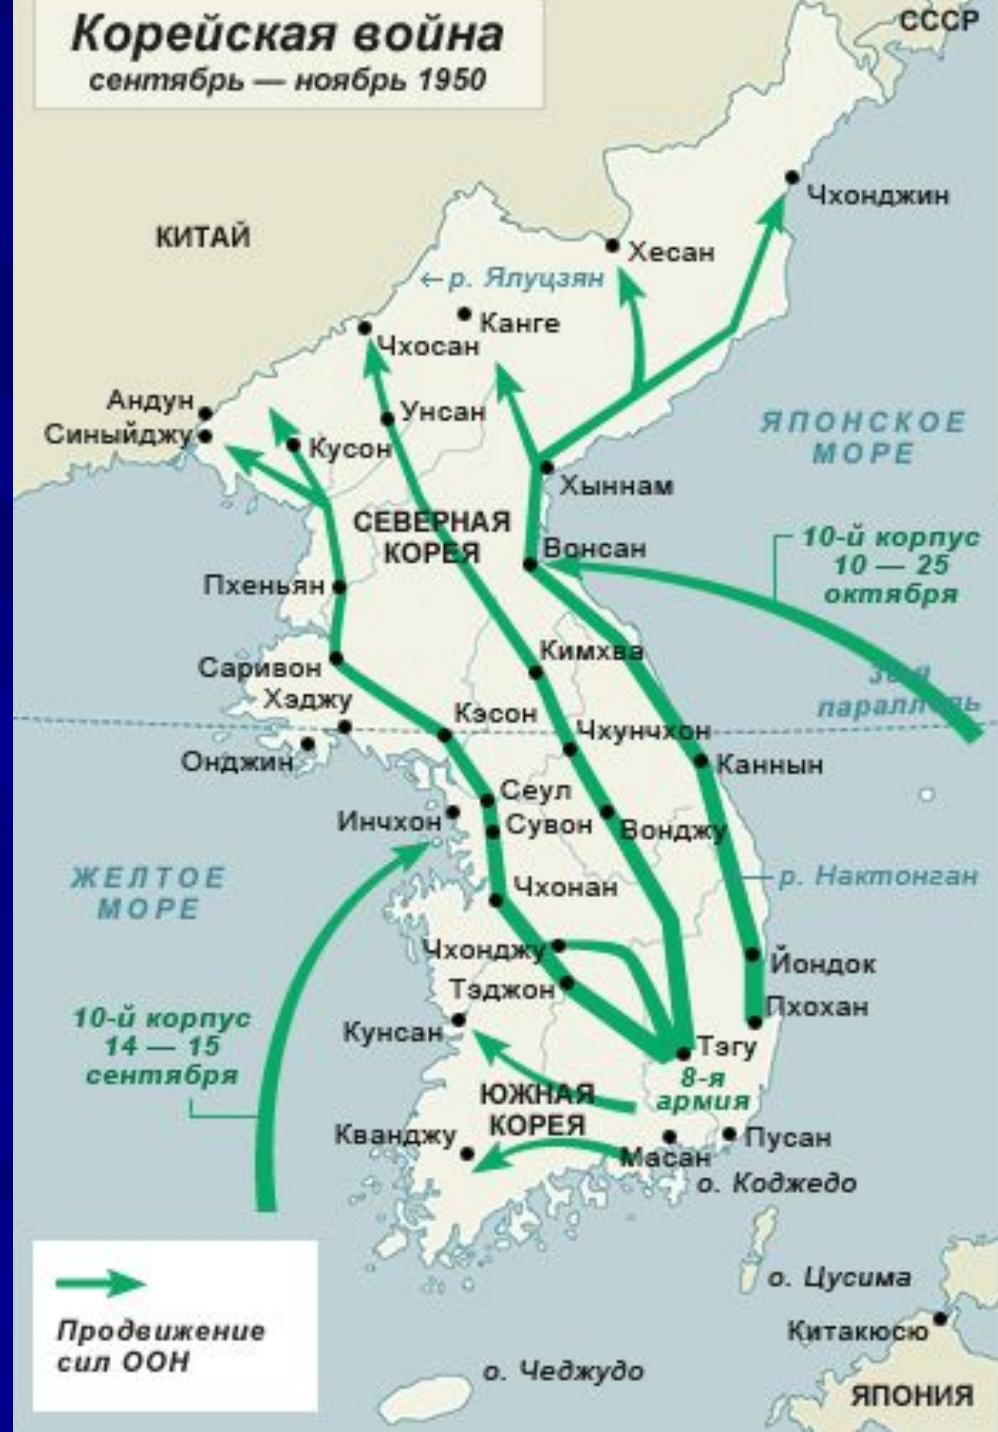 Корейская война
сентябрь — ноябрь 1950
СССР
Чхонджин
КИТАЙ
Хесан
← р. Ялуцзян
Канге
Чхосан
Андун
Унсан
Синыйджу
Кусон
ЯПОНСКОЕ
МОРЕ
Хыннам
СЕВЕРНАЯ
КОРЕЯ
Вонсан
10-й корпус
10 — 25
октября
Пхеньян
Кимхва
Саривон
38-я
параллель
Хэджу
Кэсон
Чхунчхон
Онджин
Каннын
Сеул
Инчхон
Сувон
Вонджу
ЖЕЛТОЕ
МОРЕ
Чхонан
р. Нактонган
Чхонджу
Йондок
Тэджон
Пхохан
10-й корпус
14 — 15
сентября
Кунсан
Тэгу
8-я
армия
ЮЖНАЯ
КОРЕЯ
Кванджу
Пусан
Масан
о. Коджедо
о. Цусима
Продвижение
сил ООН
Китакюсю
о. Чеджудо
ЯПОНИЯ